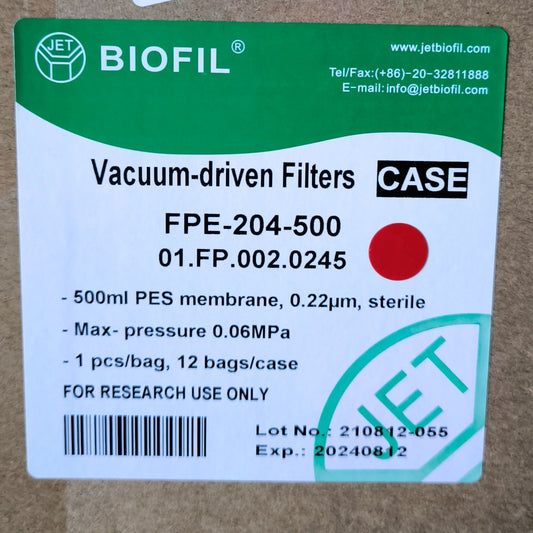 JET
BIOFIL®
www.jetbiofil.com
Tel/Fax:(+86)-20-32811888
E-mail:info@jetbiofil.com
Vacuum-driven Filters CASE
FPE-204-500
01.FP.002.0245
- 500ml PES membrane, 0.22μm, sterile
- Max- pressure 0.06MPa
- 1 pcs/bag, 12 bags/case
FOR RESEARCH USE ONLY
JET
Lot No.: 210812-055
Exp.: 20240812